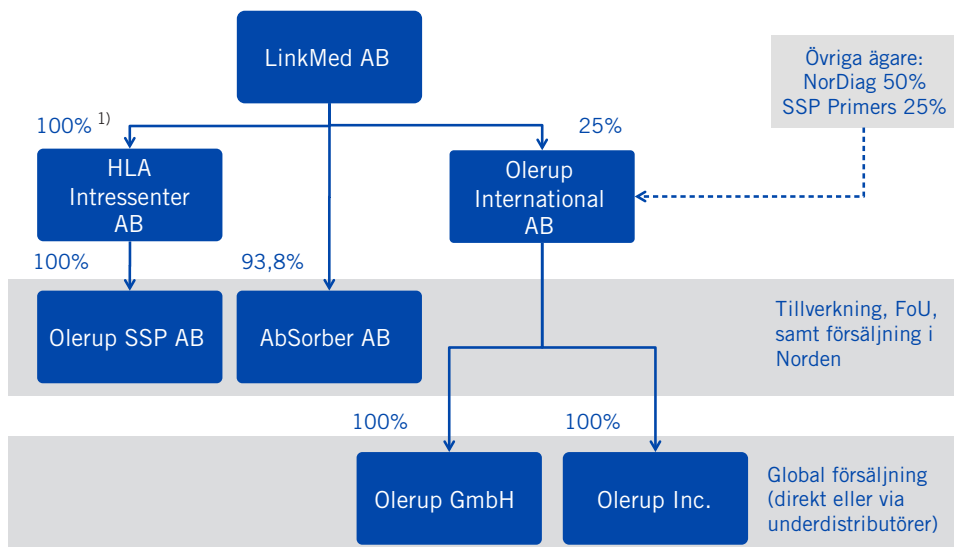 LinkMed AB
Övriga ägare:
NorDiag 50%
SSP Primers 25%
100% 1)
25%
HLA
Intressenter
AB
Olerup
International
AB
100%
93,8%
Olerup SSP AB
AbSorber AB
Tillverkning, FoU,
samt försäljning i
Norden
100%
100%
Olerup GmbH
Olerup Inc.
Global försäljning
(direkt eller via
underdistributörer)